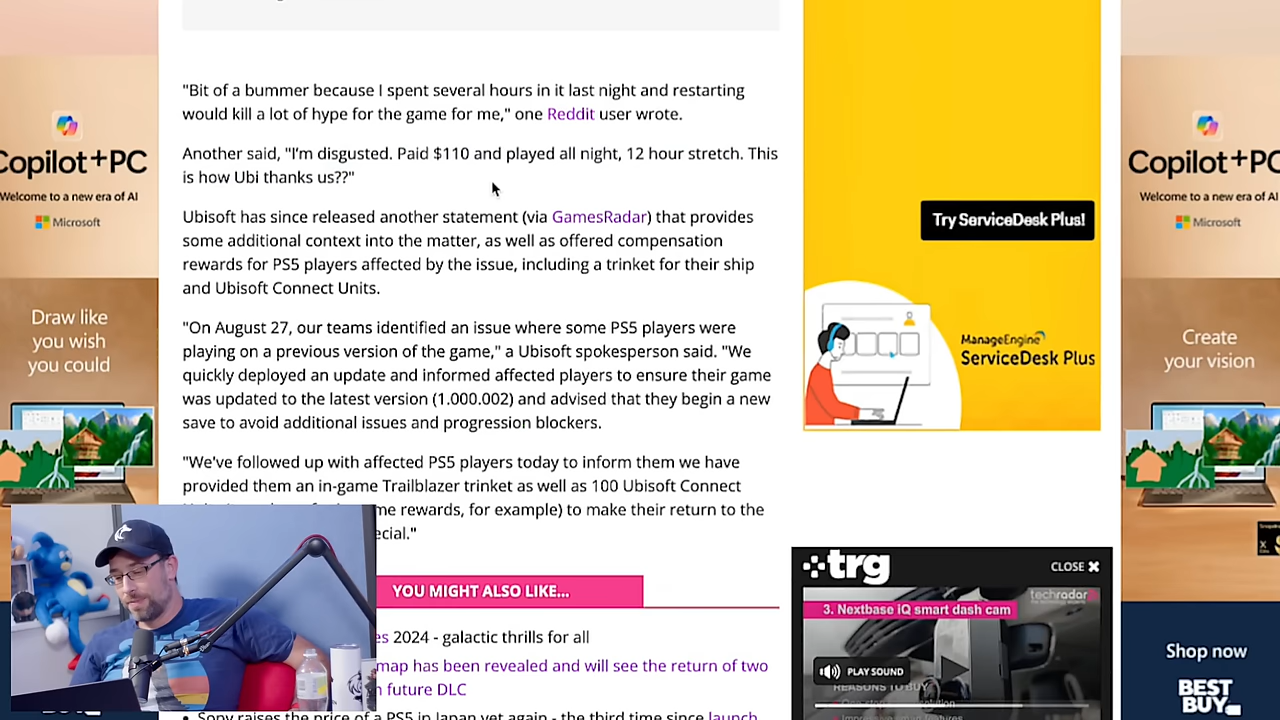 "Bit of a bummer because I spent several hours in it last night and restarting
would kill a lot of hype for the game for me," one Reddit user wrote.
Another said, "I'm disgusted. Paid $110 and played all night, 12 hour stretch. This
is how Ubi thanks us??"
Ubisoft has since released another statement (via GamesRadar) that provides
some additional context into the matter, as well as offered compensation
rewards for PS5 players affected by the issue, including a trinket for their ship
and Ubisoft Connect Units.
"On August 27, our teams identified an issue where some PS5 players were
playing on a previous version of the game," a Ubisoft spokesperson said. "We
quickly deployed an update and informed affected players to ensure their game
was updated to the latest version (1.000.002) and advised that they begin a new
save to avoid additional issues and progression blockers.
"We've followed up with affected PS5 players today to inform them we have
provided them an in-game Trailblazer trinket as well as 100 Ubisoft Connect
me rewards, for example) to make their return to the
ecial."
YOU MIGHT ALSO LIKE...
es 2024 - galactic thrills for all
map has been revealed and will see the return of two
n future DLC
Sony raises the price of a PS5 in Japan yet again - the third time since launch
Copilot+PC
Welcome to a new era of AI
Microsoft
Draw like
you wish
you could
Try ServiceDesk Plus!
ManageEngine
ServiceDesk Plus
trg
CLOSE
techradar
3. Nextbase iQ smart dash cam
PLAY SOUND
REASONS TO BUY
Copilot+PC
Welcome to a new era of AI
Microsoft
Create
your vision
Shop now
BEST
BUY